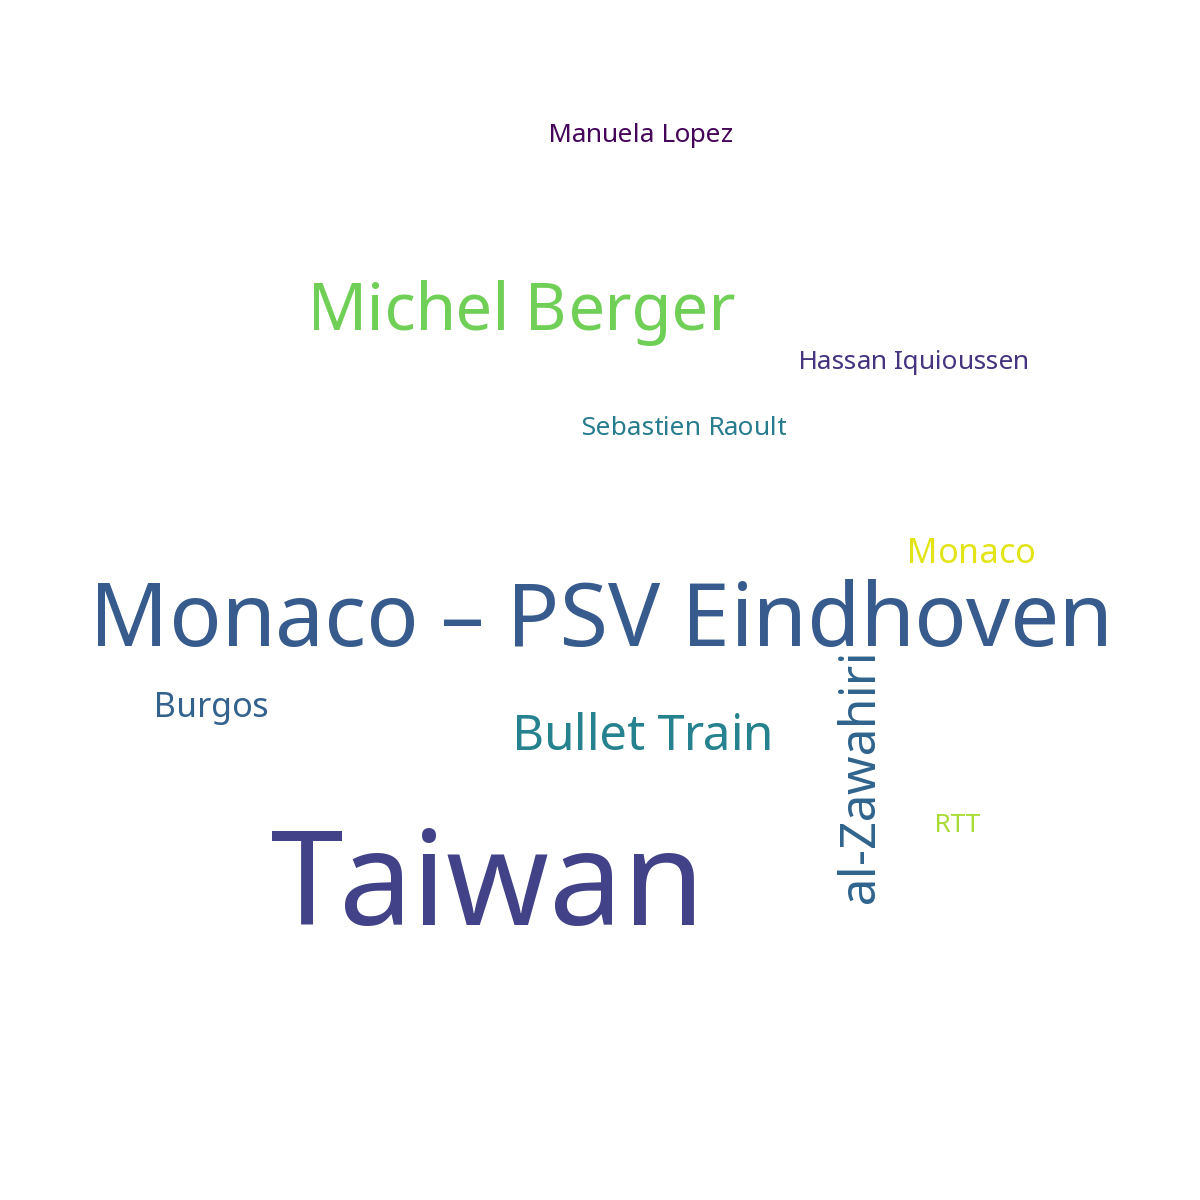 Manuela Lopez
Michel Berger
Hassan Iquioussen
Sebastien Raoult
Monaco
Monaco – PSV Eindhoven
al-Zawahiri
Burgos
Bullet Train
RTT
Taiwan